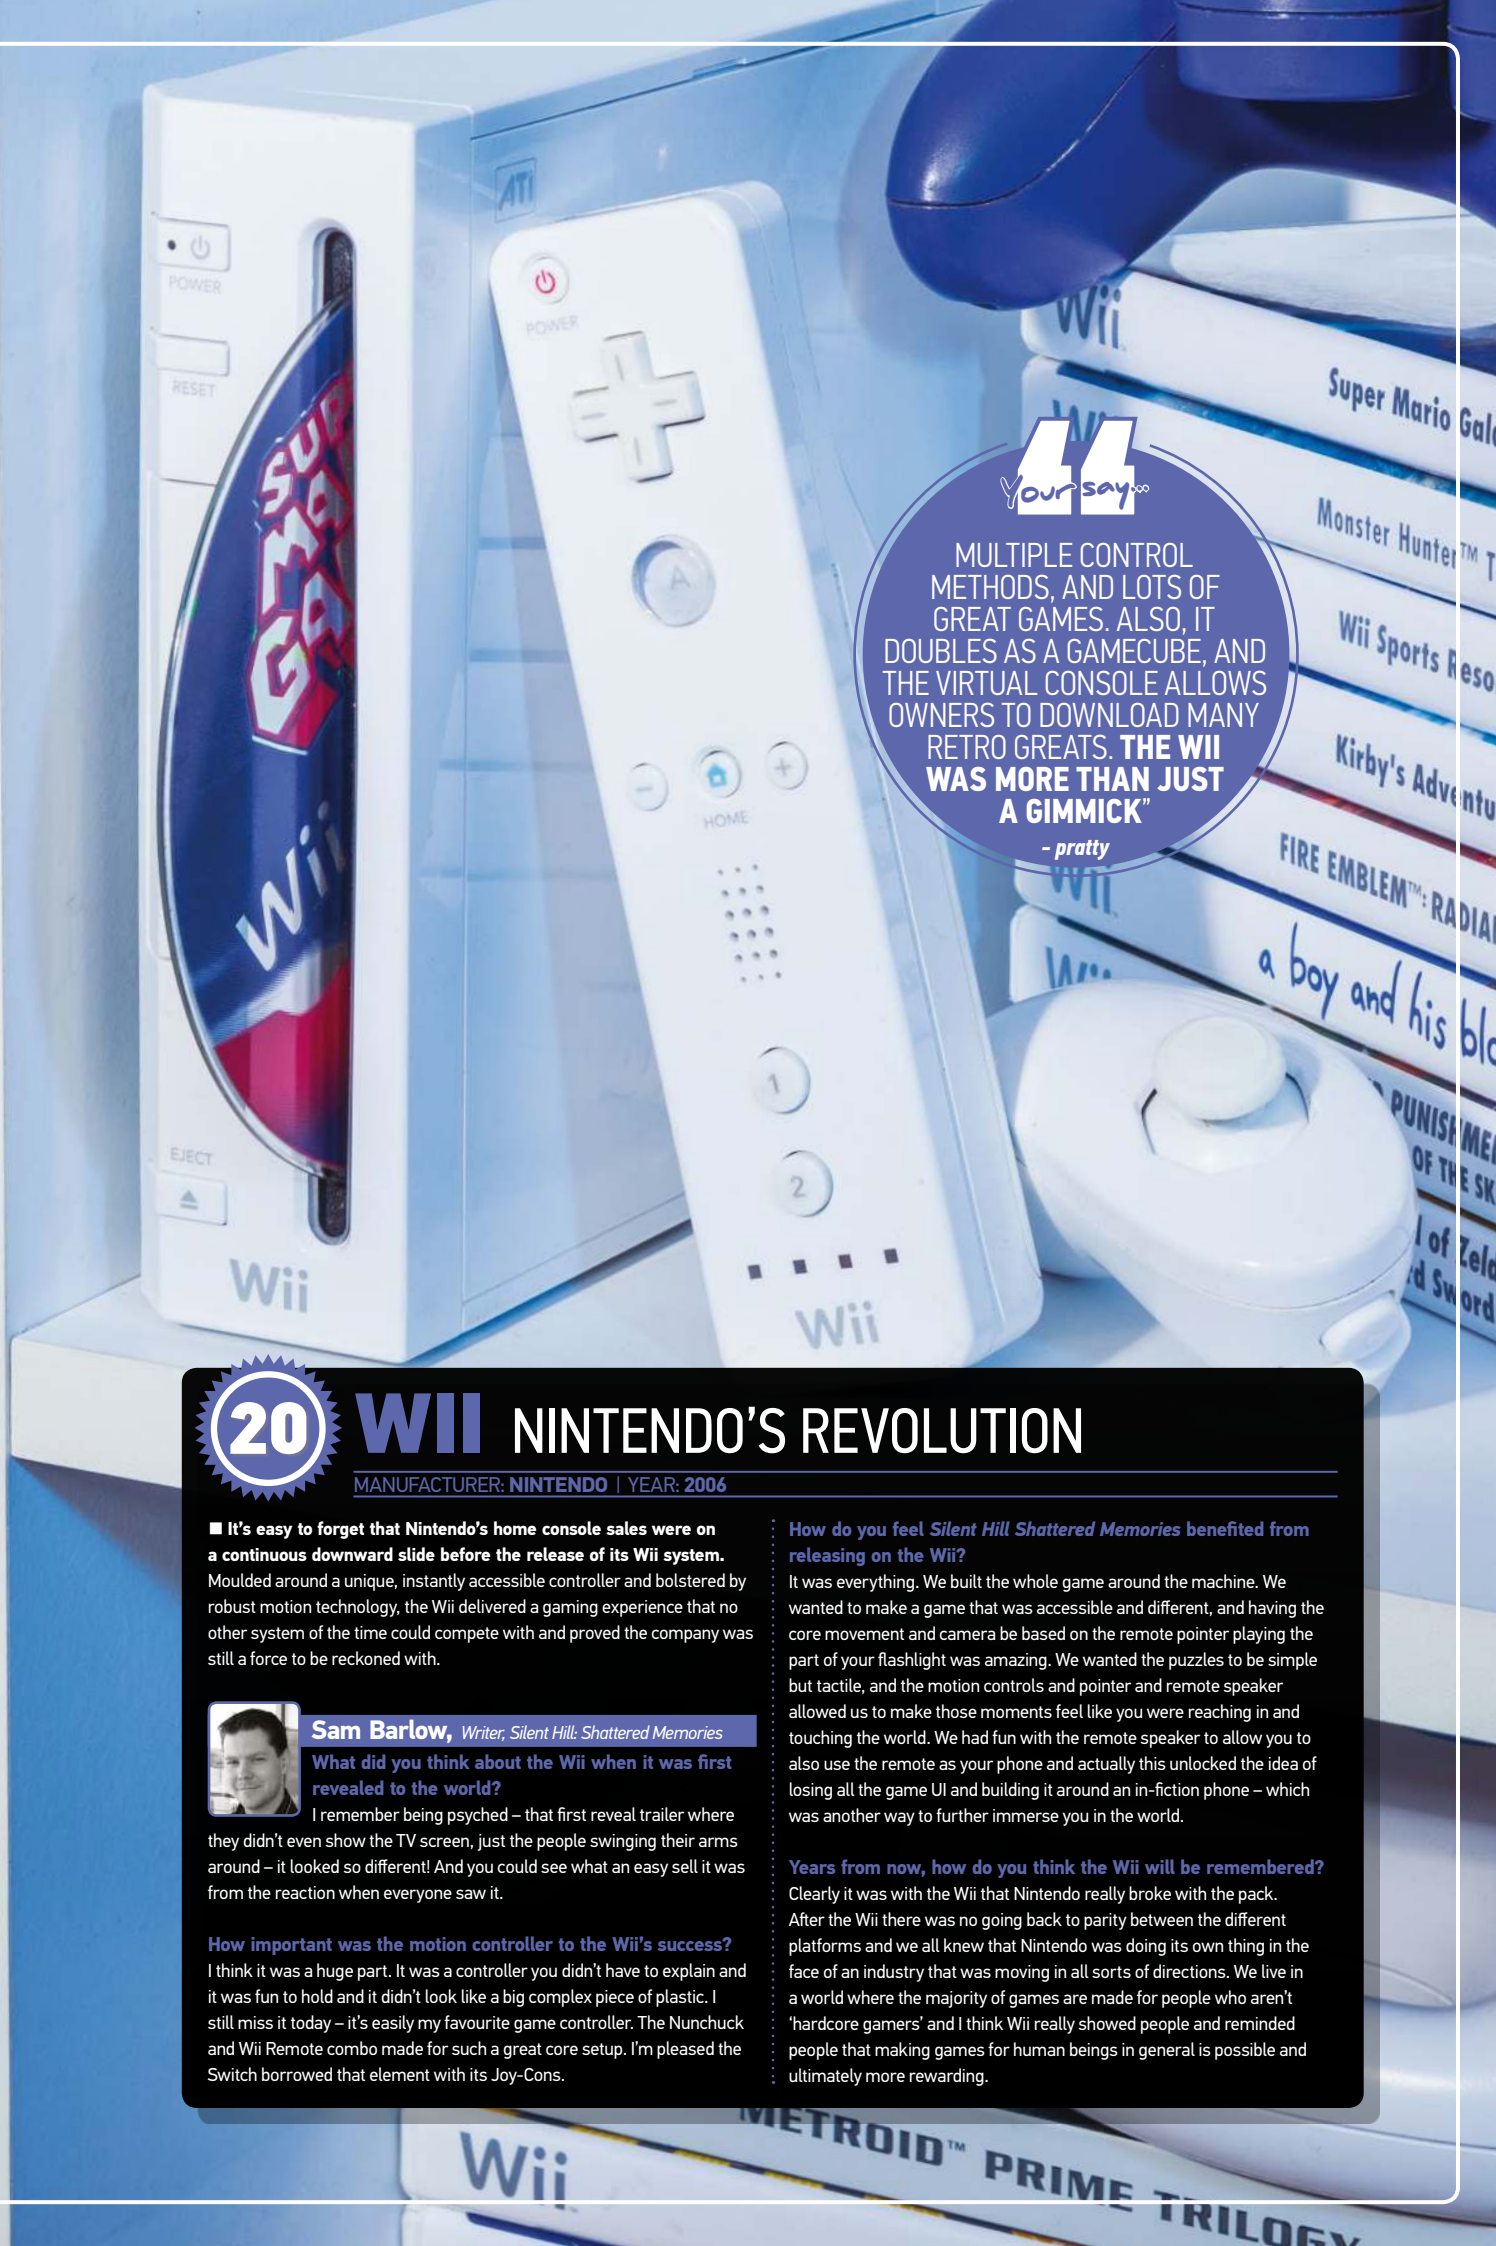 ATI
POWER
RESET
SUP
MA
GA
Wii
EJECT
Wii
POWER
A
HOME
1
2
Wii
Wii
Super Mario Gal
Monster Hunter™ T
Wii Sports Reso
Kirby's Adventu
FIRE EMBLEM™: RADIA
Wii
a boy and his blo
Wii
PUNISHME
OF THE SK
l of Zeld
d Sword
Your say...
MULTIPLE CONTROL
METHODS, AND LOTS OF
GREAT GAMES. ALSO, IT
DOUBLES AS A GAMECUBE, AND
THE VIRTUAL CONSOLE ALLOWS
OWNERS TO DOWNLOAD MANY
RETRO GREATS. THE WII
WAS MORE THAN JUST
A GIMMICK”
- pratty
20 WII NINTENDO’S REVOLUTION
MANUFACTURER: NINTENDO | YEAR: 2006
■ It’s easy to forget that Nintendo’s home console sales were on
a continuous downward slide before the release of its Wii system.
Moulded around a unique, instantly accessible controller and bolstered by
robust motion technology, the Wii delivered a gaming experience that no
other system of the time could compete with and proved the company was
still a force to be reckoned with.
Sam Barlow, Writer, Silent Hill: Shattered Memories
What did you think about the Wii when it was first
revealed to the world?
I remember being psyched – that first reveal trailer where
they didn’t even show the TV screen, just the people swinging their arms
around – it looked so different! And you could see what an easy sell it was
from the reaction when everyone saw it.
How important was the motion controller to the Wii’s success?
I think it was a huge part. It was a controller you didn’t have to explain and
it was fun to hold and it didn’t look like a big complex piece of plastic. I
still miss it today – it’s easily my favourite game controller. The Nunchuck
and Wii Remote combo made for such a great core setup. I’m pleased the
Switch borrowed that element with its Joy-Cons.
How do you feel Silent Hill Shattered Memories benefited from
releasing on the Wii?
It was everything. We built the whole game around the machine. We
wanted to make a game that was accessible and different, and having the
core movement and camera be based on the remote pointer playing the
part of your flashlight was amazing. We wanted the puzzles to be simple
but tactile, and the motion controls and pointer and remote speaker
allowed us to make those moments feel like you were reaching in and
touching the world. We had fun with the remote speaker to allow you to
also use the remote as your phone and actually this unlocked the idea of
losing all the game UI and building it around an in-fiction phone – which
was another way to further immerse you in the world.
Years from now, how do you think the Wii will be remembered?
Clearly it was with the Wii that Nintendo really broke with the pack.
After the Wii there was no going back to parity between the different
platforms and we all knew that Nintendo was doing its own thing in the
face of an industry that was moving in all sorts of directions. We live in
a world where the majority of games are made for people who aren’t
‘hardcore gamers’ and I think Wii really showed people and reminded
people that making games for human beings in general is possible and
ultimately more rewarding.
Wii
METROID™ PRIME TRILOGY